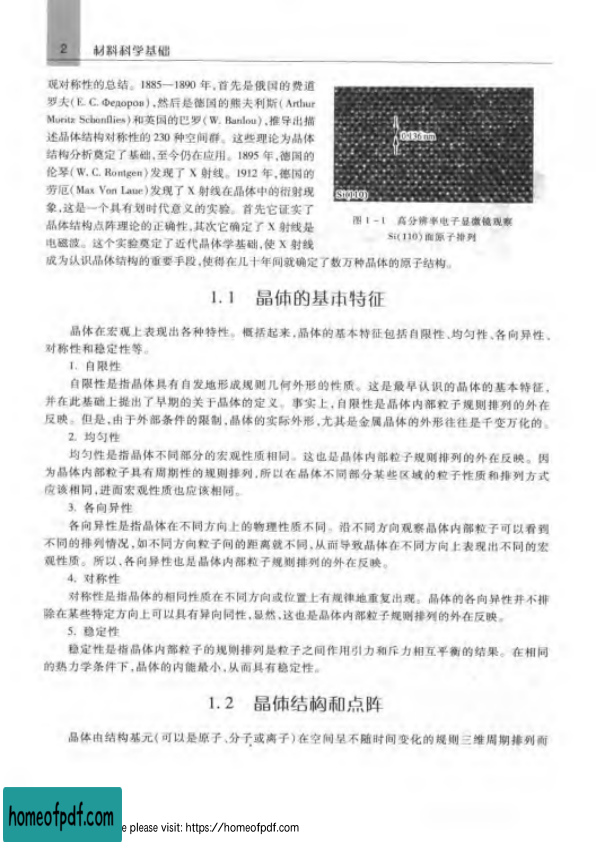 2 材料科学基础
观对称性的总结。1885—1890 年,首先是俄国的费道
罗夫(E. C. Федоров),然后是德国的熊夫利斯(Arthur
Moritz Schonflies)和英国的巴罗(W. Banlou),推导出描
述晶体结构对称性的 230 种空间群。这些理论为晶体
结构分析奠定了基础,至今仍在应用。1895 年,德国的
伦琴(W. C. Rontgen)发现了 X 射线。1912 年,德国的
劳厄(Max Von Laue)发现了 X 射线在晶体中的衍射现
象,这是一个具有划时代意义的实验。首先它证实了
晶体结构点阵理论的正确性,其次它确定了 X 射线是
电磁波。这个实验奠定了近代晶体学基础,使 X 射线
0.136 nm
Si(110)
图 1-1 高分辨率电子显微镜观察
Si(110)面原子排列
成为认识晶体结构的重要手段,使得在几十年间就确定了数万种晶体的原子结构。
1.1 晶体的基本特征
晶体在宏观上表现出各种特性。概括起来,晶体的基本特征包括自限性、均匀性、各向异性、
对称性和稳定性等。
1. 自限性
自限性是指晶体具有自发地形成规则几何外形的性质。这是最早认识的晶体的基本特征,
并在此基础上提出了早期的关于晶体的定义。事实上,自限性是晶体内部粒子规则排列的外在
反映。但是,由于外部条件的限制,晶体的实际外形,尤其是金属晶体的外形往往是千变万化的。
2. 均匀性
均匀性是指晶体不同部分的宏观性质相同。这也是晶体内部粒子规则排列的外在反映。因
为晶体内部粒子具有周期性的规则排列,所以在晶体不同部分某些区域的粒子性质和排列方式
应该相同,进而宏观性质也应该相同。
3. 各向异性
各向异性是指晶体在不同方向上的物理性质不同。沿不同方向观察晶体内部粒子可以看到
不同的排列情况,如不同方向粒子间的距离就不同,从而导致晶体在不同方向上表现出不同的宏
观性质。所以,各向异性也是晶体内部粒子规则排列的外在反映。
4. 对称性
对称性是指晶体的相同性质在不同方向或位置上有规律地重复出现。晶体的各向异性并不排
除在某些特定方向上可以具有异向同性,显然,这也是晶体内部粒子规则排列的外在反映。
5. 稳定性
稳定性是指晶体内部粒子的规则排列是粒子之间作用引力和斥力相互平衡的结果。在相同
的热力学条件下,晶体的内能最小,从而具有稳定性。
1.2 晶体结构和点阵
晶体由结构基元(可以是原子、分子或离子)在空间呈不随时间变化的规则三维周期排列而
homeofpdf.com
e please visit: https://homeofpdf.com